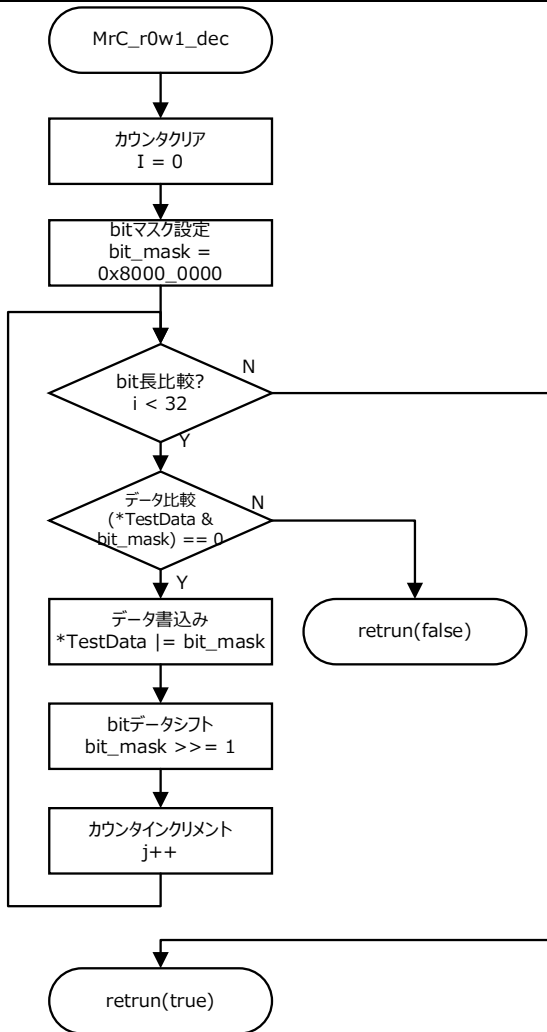 MrC_r0w1_dec
カウンタクリア
I = 0
bitマスク設定
bit_mask =
0x8000_0000
bit長比較?
i < 32
N
Y
データ比較
(*TestData &
bit_mask) == 0
N
Y
データ書込み
*TestData |= bit_mask
retrun(false)
bitデータシフト
bit_mask >>= 1
カウンタインクリメント
j++
retrun(true)